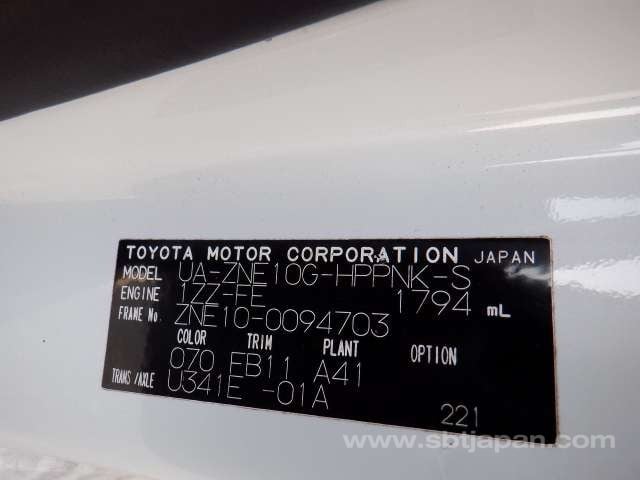 TOYOTA MOTOR CORPORATION JAPAN
MODEL UA-ZNE10G-HPPNK-S
ENGINE 1ZZ-FE 1794 mL
FRAME No. ZNE10-0094703
COLOR TRIM PLANT OPTION
070 EB11 A41
TRANS/AXLE U341E -01A
221
www.sbtjapan.com